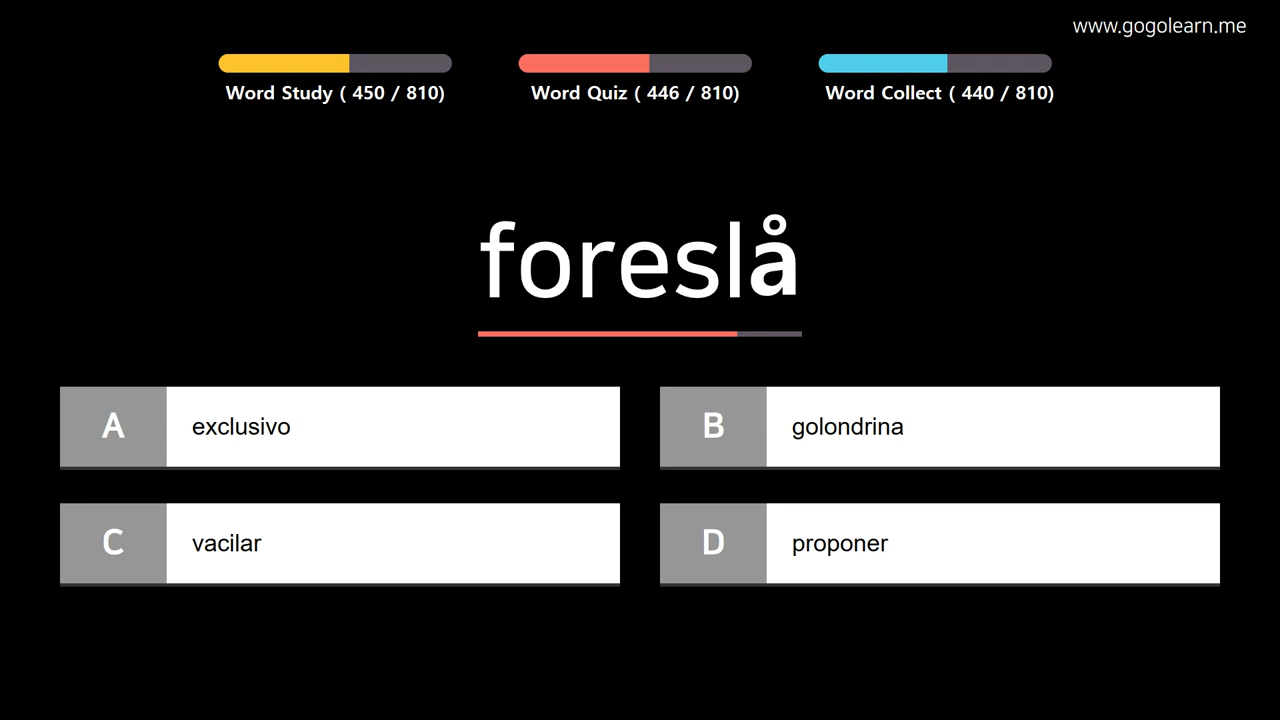 www.gogolearn.me
Word Study ( 450 / 810)
Word Quiz ( 446 / 810)
Word Collect ( 440 / 810)
foreslå
A exclusivo
B golondrina
C vacilar
D proponer